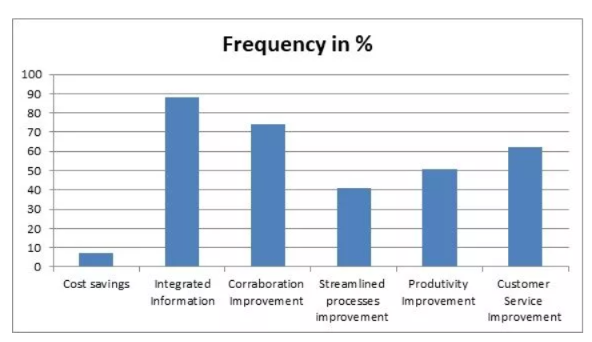 Frequency in %
100
90
80
70
60
50
40
30
20
10
0
Cost savings
Integrated
Information
Corraboration
Improvement
Streamlined
processes
improvement
Produtivity
Improvement
Customer
Service
Improvement